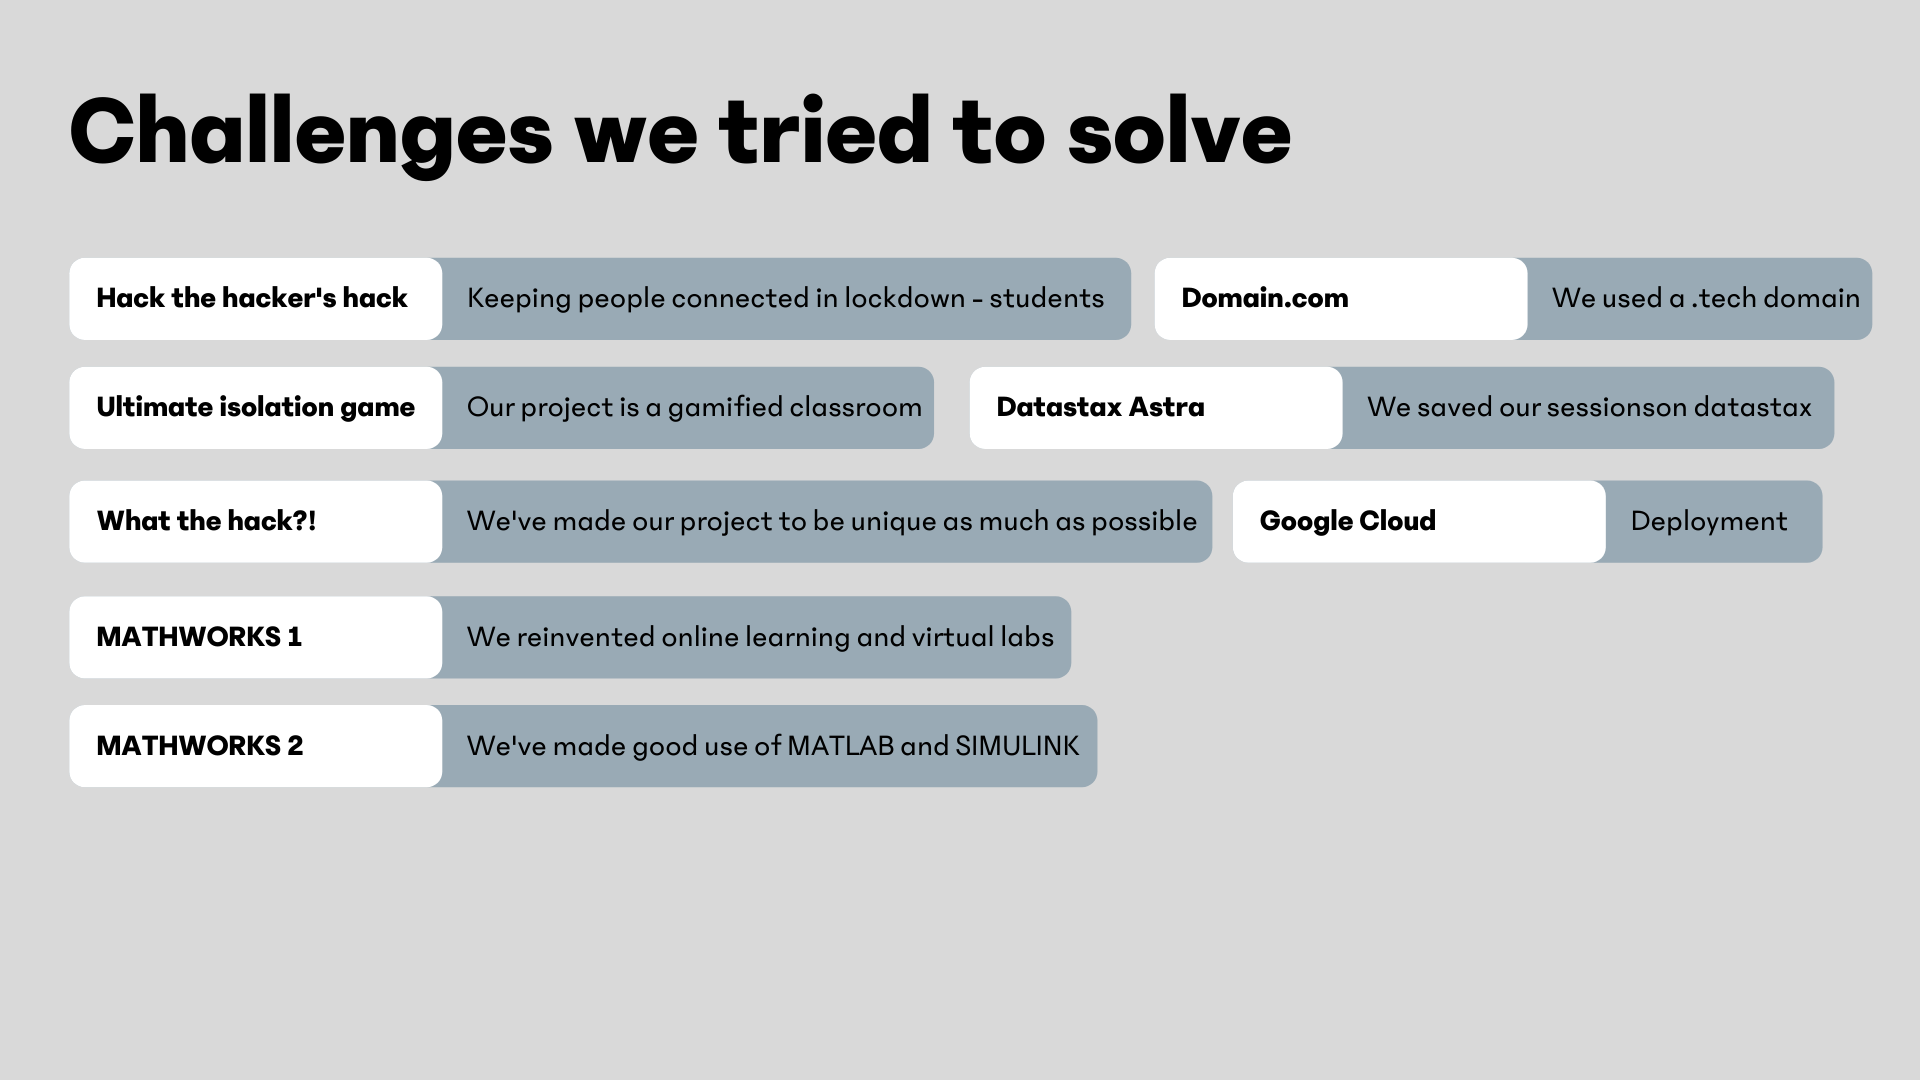 Challenges we tried to solve
Hack the hacker's hack Keeping people connected in lockdown - students Domain.com We used a .tech domain
Ultimate isolation game Our project is a gamified classroom Datastax Astra We saved our sessionson datastax
What the hack?! We've made our project to be unique as much as possible Google Cloud Deployment
MATHWORKS 1 We reinvented online learning and virtual labs
MATHWORKS 2 We've made good use of MATLAB and SIMULINK